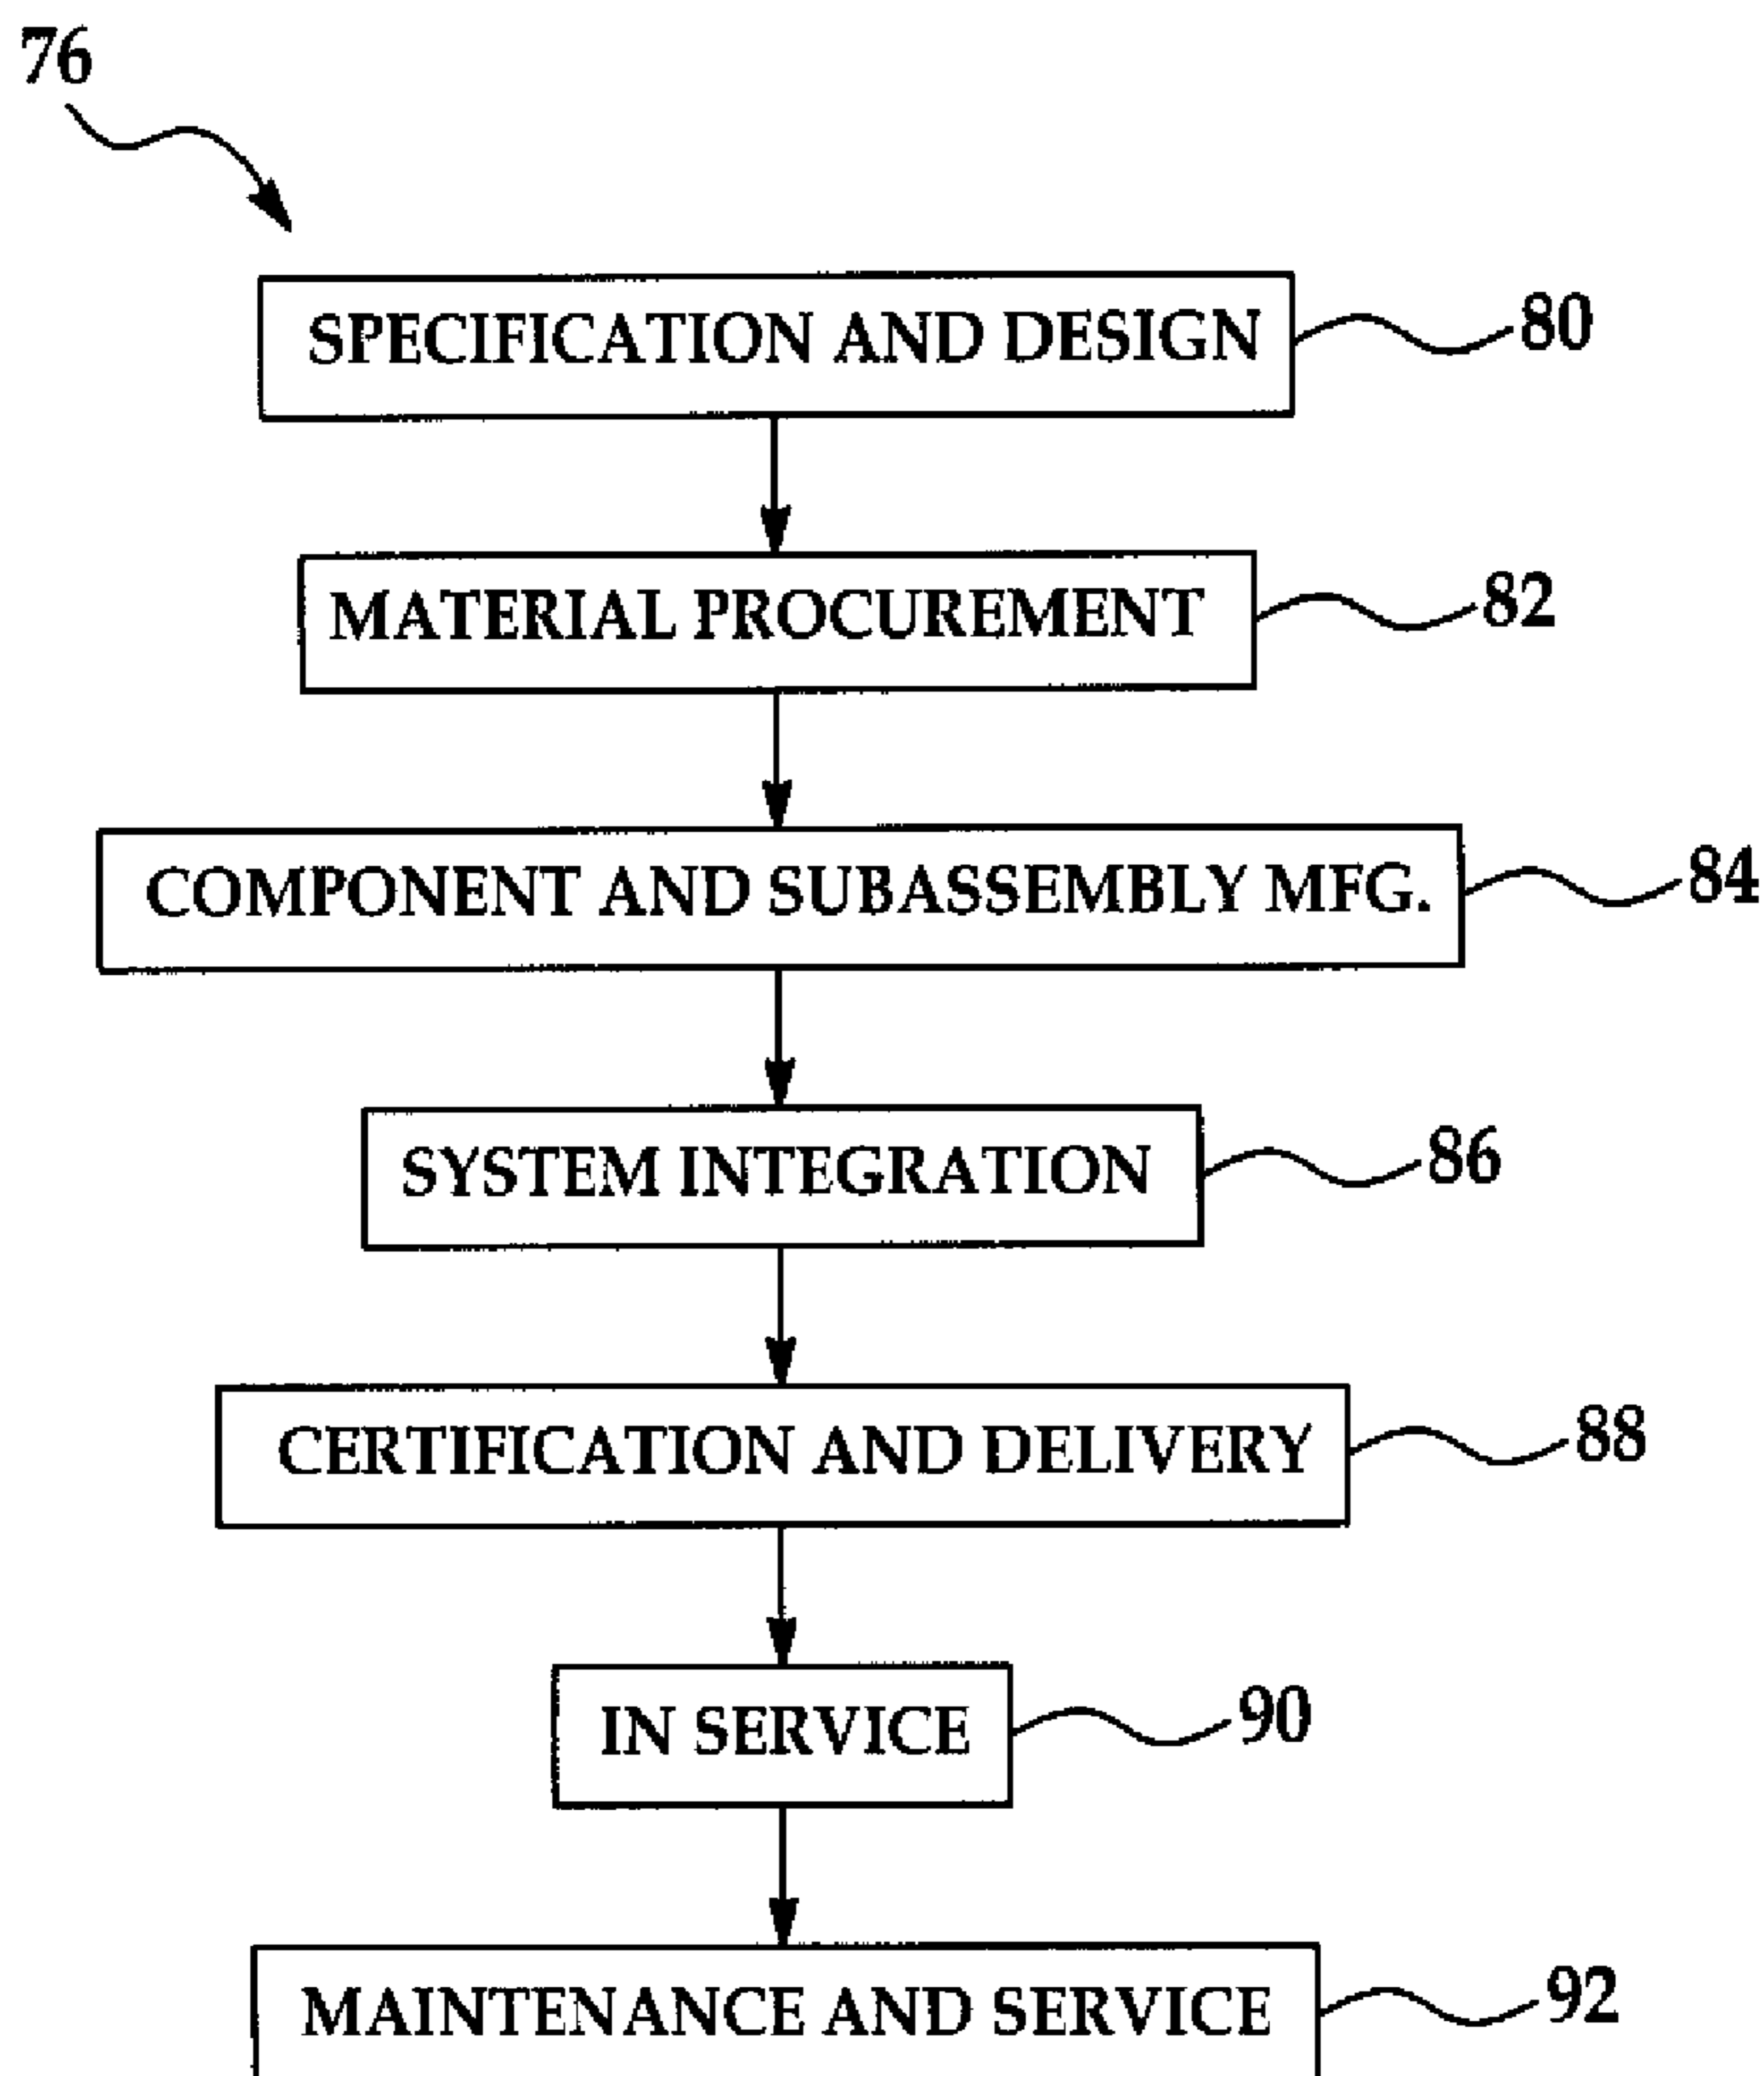 76
SPECIFICATION AND DESIGN 80
MATERIAL PROCUREMENT 82
COMPONENT AND SUBASSEMBLY MFG. 84
SYSTEM INTEGRATION 86
CERTIFICATION AND DELIVERY 88
IN SERVICE 90
MAINTENANCE AND SERVICE 92